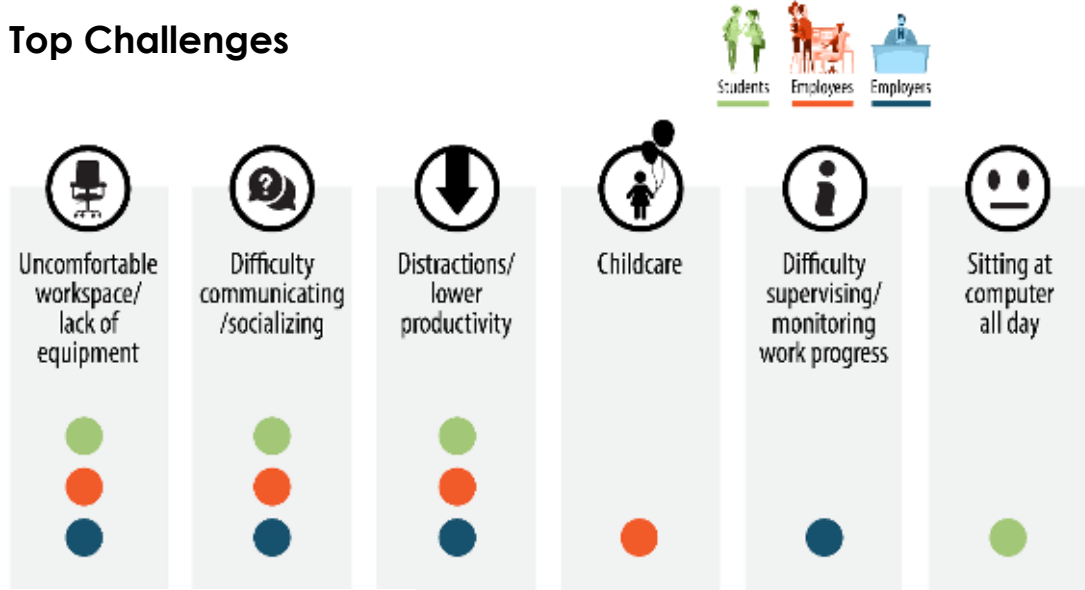 Top Challenges
Students
Employees
Employers
Uncomfortable
workspace/
lack of
equipment
Difficulty
communicating
/socializing
Distractions/
lower
productivity
Childcare
Difficulty
supervising/
monitoring
work progress
Sitting at
computer
all day